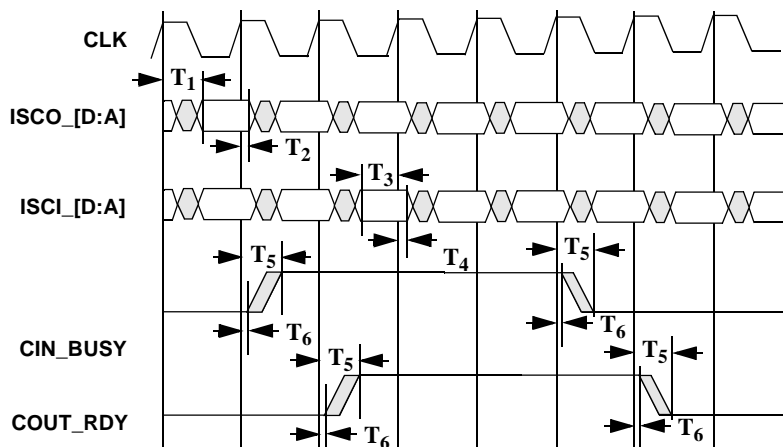 CLK
T1
ISCO_[D:A]
T2
T3
ISCI_[D:A]
T5
T4
T5
T6
T6
CIN_BUSY
T5
T5
COUT_RDY
T6
T6